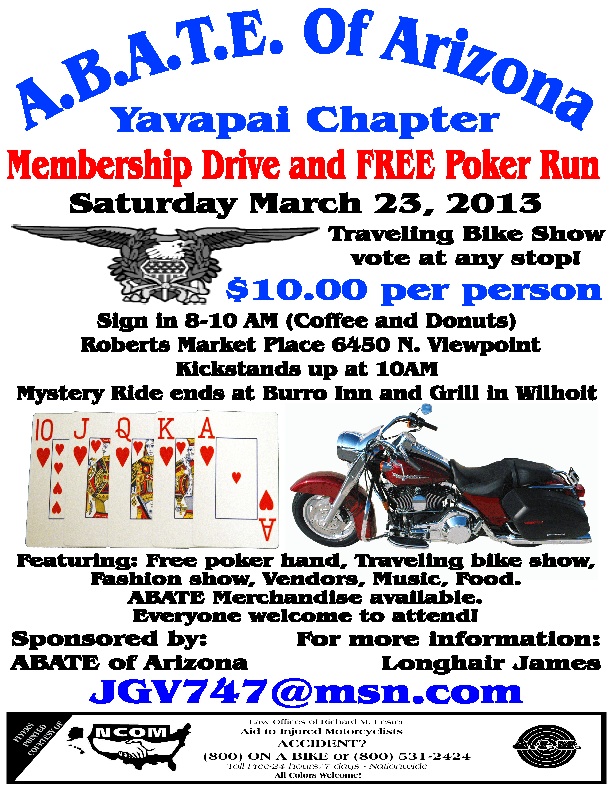 A.B.A.T.E. Of Arizona
Yavapai Chapter
Membership Drive and FREE Poker Run
Saturday March 23, 2013
Traveling Bike Show
vote at any stop!
$10.00 per person
Sign in 8-10 AM (Coffee and Donuts)
Roberts Market Place 6450 N. Viewpoint
Kickstands up at 10AM
Mystery Ride ends at Burro Inn and Grill in Wilhoit
10 J Q K A
A
Featuring: Free poker hand, Traveling bike show,
Fashion show, Vendors, Music, Food.
ABATE Merchandise available.
Everyone welcome to attend!
Sponsored by:
ABATE of Arizona
For more information:
Longhair James
JGV747@msn.com
FLYERS
PRINTED
COURTESY OF
NCOM
Law Offices of Richard M. Lester
Aid to Injured Motorcyclists
ACCIDENT?
(800) ON A BIKE or (800) 531-2424
Toll Free-24 hours/7 days - Nationwide
All Colors Welcome!